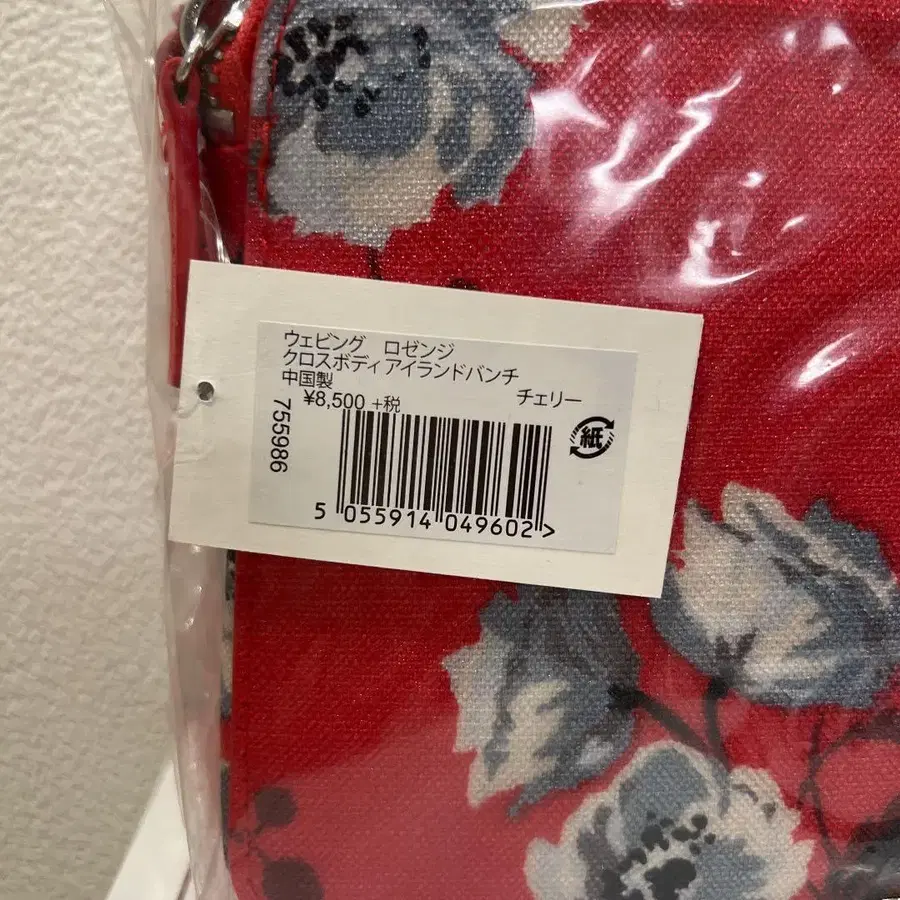 ウェビング　ロゼンジ
クロスボディ アイランドバンチ
中国製
¥8,500 +税 チェリー
755986
紙
5 055914 049602>